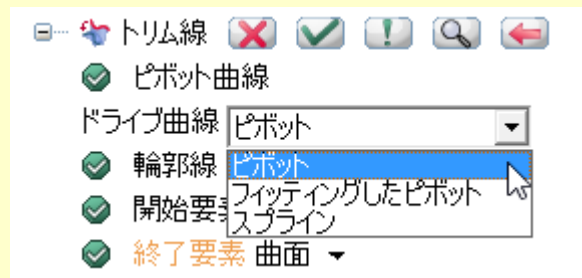 トリム線
ピボット曲線
ドライブ曲線 ピボット
輪郭線 ピボット
開始要 フィッティングしたピボット
スプライン
終了要素 曲面